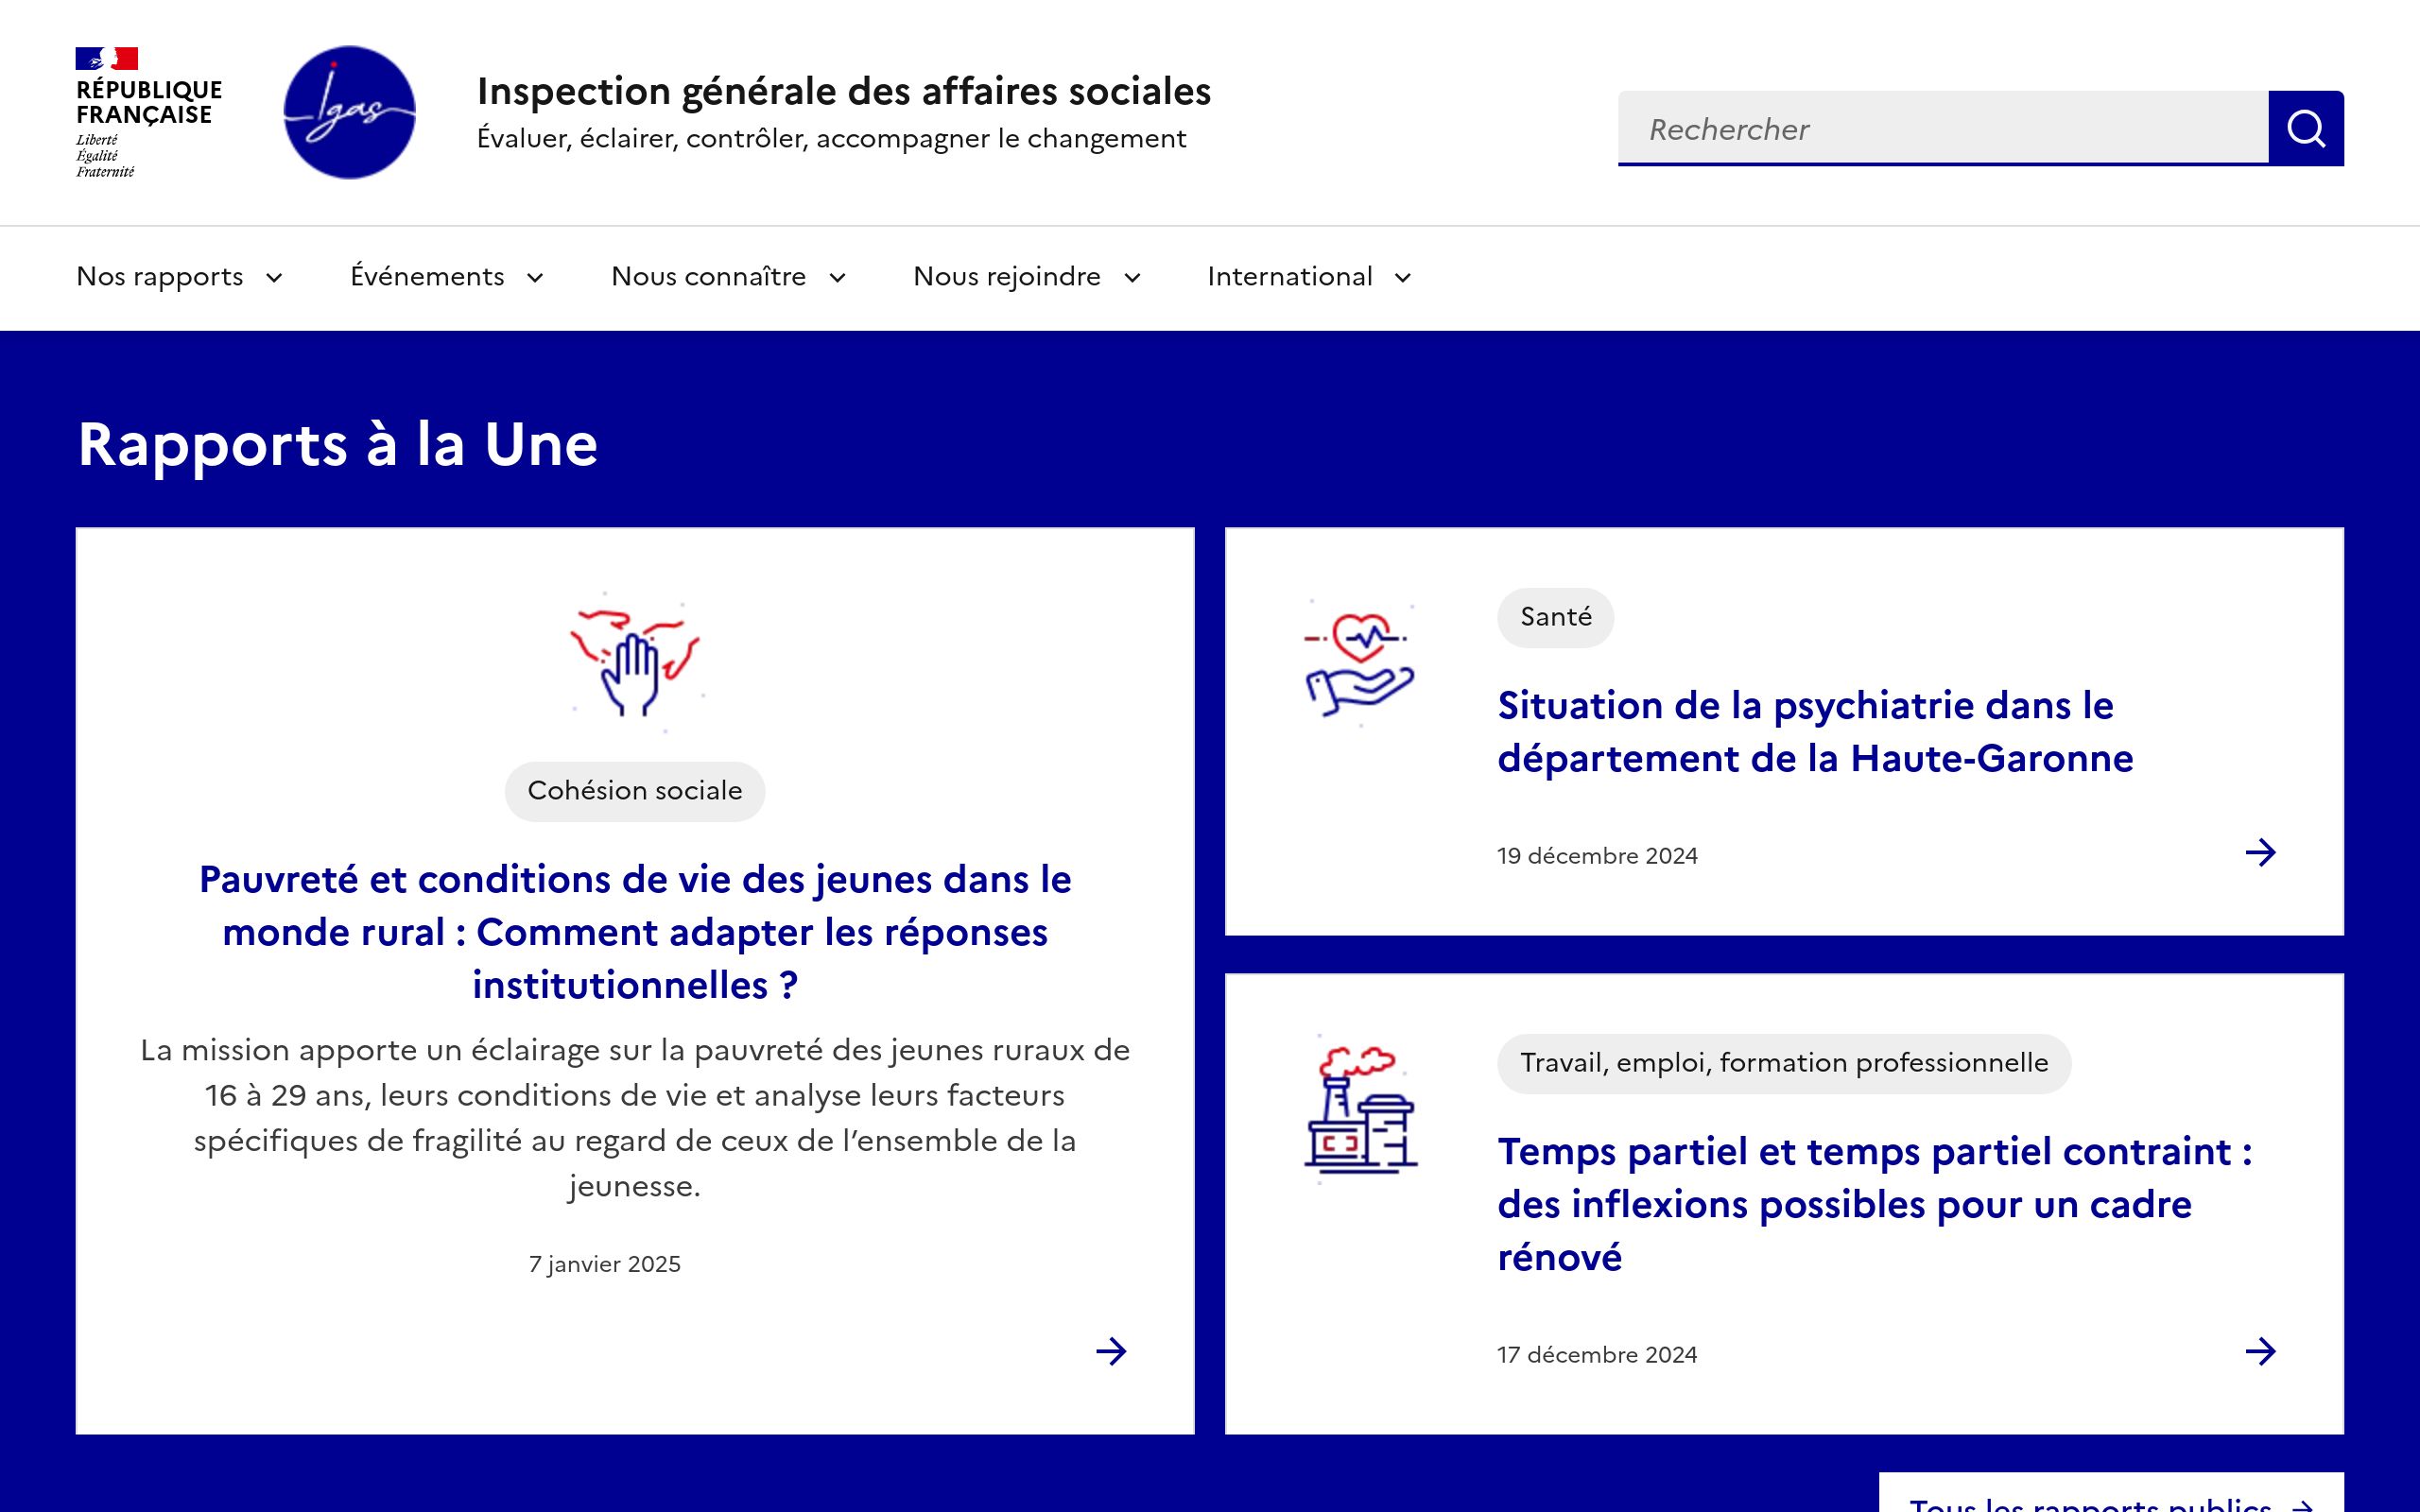 RÉPUBLIQUE
FRANÇAISE
Liberté
Égalité
Fraternité
Igas
Inspection générale des affaires sociales
Évaluer, éclairer, contrôler, accompagner le changement
Rechercher
Nos rapports
Événements
Nous connaître
Nous rejoindre
International
Rapports à la Une
Cohésion sociale
Pauvreté et conditions de vie des jeunes dans le
monde rural : Comment adapter les réponses
institutionnelles ?
La mission apporte un éclairage sur la pauvreté des jeunes ruraux de
16 à 29 ans, leurs conditions de vie et analyse leurs facteurs
spécifiques de fragilité au regard de ceux de l’ensemble de la
jeunesse.
7 janvier 2025
Santé
Situation de la psychiatrie dans le
département de la Haute-Garonne
19 décembre 2024
Travail, emploi, formation professionnelle
Temps partiel et temps partiel contraint :
des inflexions possibles pour un cadre
rénové
17 décembre 2024
Tous les rapports publics